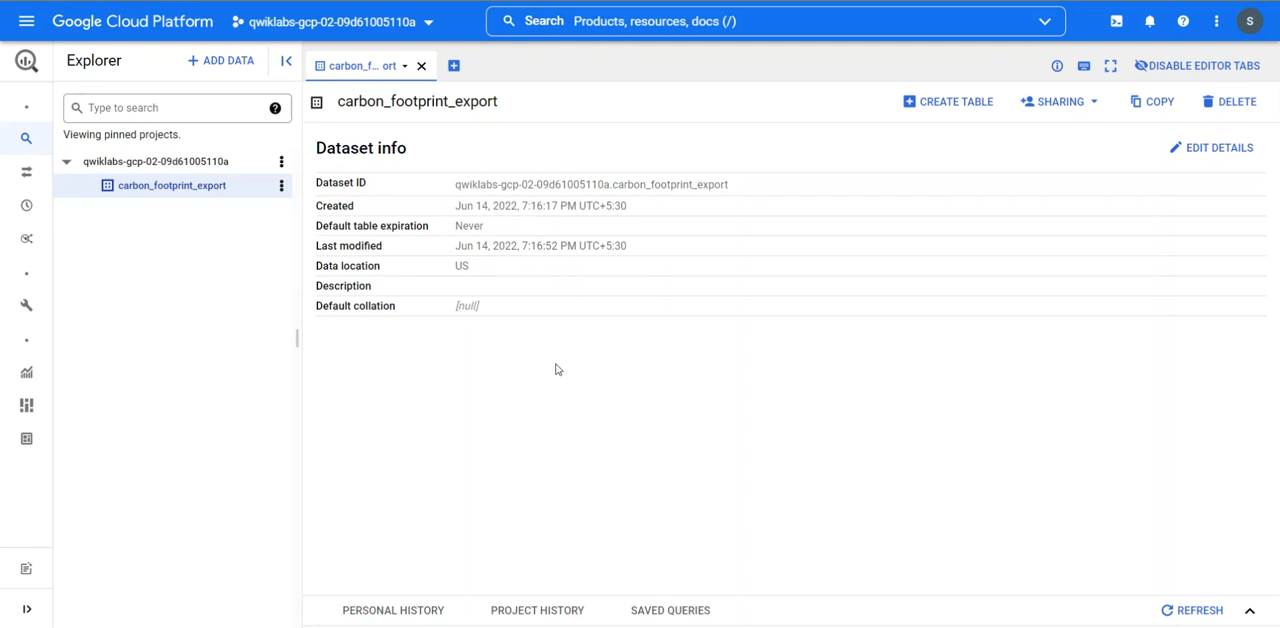 Google Cloud Platform
qwiklabs-gcp-02-09d61005110a
Search Products, resources, docs (/)
S
Explorer
+ ADD DATA
carbon_f... ort
DISABLE EDITOR TABS
Type to search
Viewing pinned projects.
qwiklabs-gcp-02-09d61005110a
carbon_footprint_export
carbon_footprint_export
CREATE TABLE
SHARING
COPY
DELETE
Dataset info
EDIT DETAILS
Dataset ID qwiklabs-gcp-02-09d61005110a.carbon_footprint_export
Created Jun 14, 2022, 7:16:17 PM UTC+5:30
Default table expiration Never
Last modified Jun 14, 2022, 7:16:52 PM UTC+5:30
Data location US
Description
Default collation [null]
PERSONAL HISTORY
PROJECT HISTORY
SAVED QUERIES
REFRESH